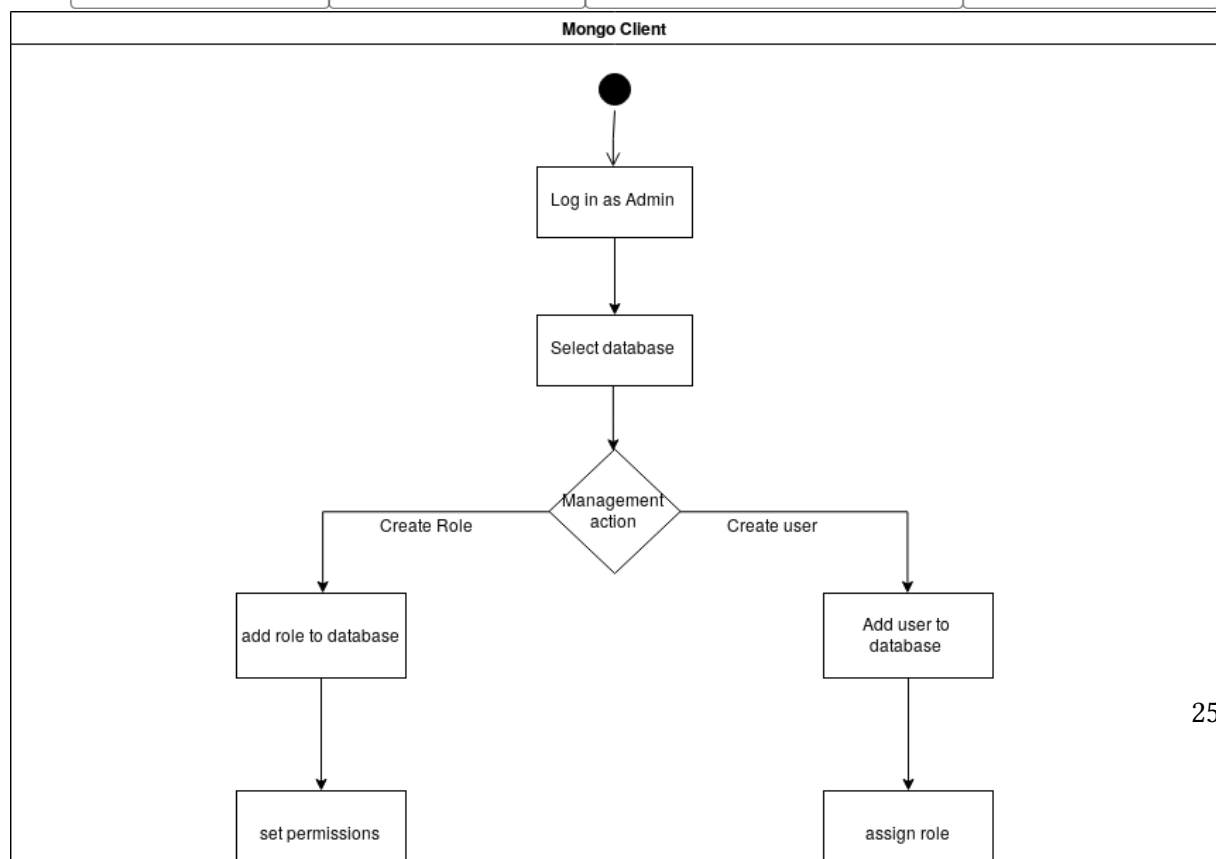 Mongo Client
Log in as Admin
Select database
Management
action
Create Role
Create user
add role to database
Add user to
database
25
set permissions
assign role